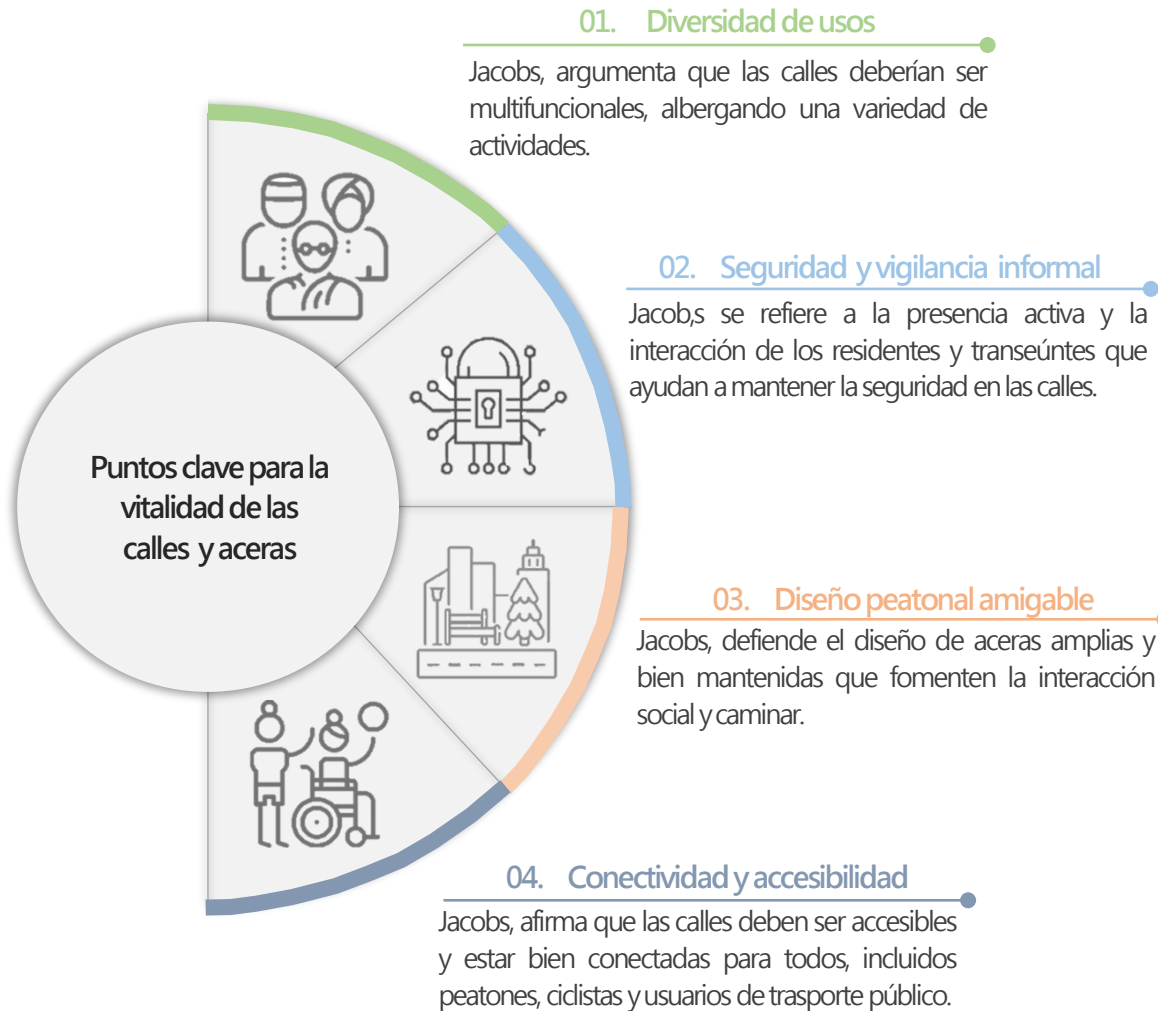 01. Diversidad de usos
Jacobs, argumenta que las calles deberían ser
multifuncionales, albergando una variedad de
actividades.
02. Seguridad y vigilancia informal
Jacob,s se refiere a la presencia activa y la
interacción de los residentes y transeúntes que
ayudan a mantener la seguridad en las calles.
Puntos clave para la
vitalidad de las
calles y aceras
03. Diseño peatonal amigable
Jacobs, defiende el diseño de aceras amplias y
bien mantenidas que fomenten la interacción
social y caminar.
04. Conectividad y accesibilidad
Jacobs, afirma que las calles deben ser accesibles
y estar bien conectadas para todos, incluidos
peatones, ciclistas y usuarios de trasporte público.